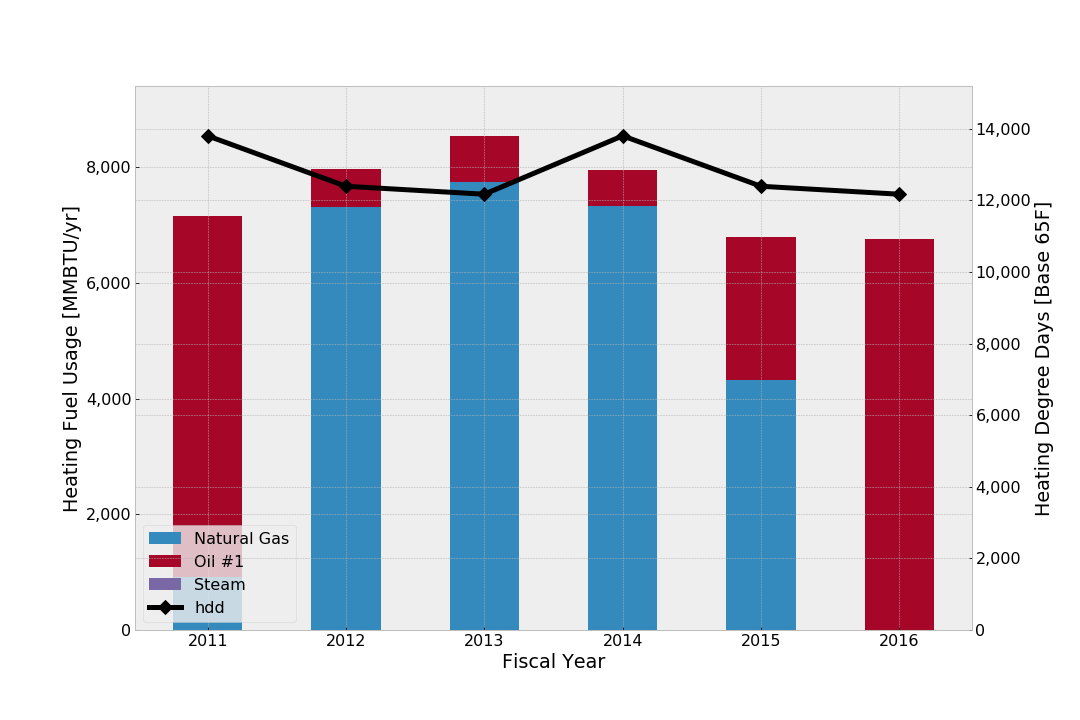 Heating Fuel Usage [MMBTU/yr]
8,000
6,000
4,000
2,000
0
14,000
12,000
10,000
8,000
6,000
4,000
2,000
0
Heating Degree Days [Base 65F]
Natural Gas
Oil #1
Steam
hdd
2011 2012 2013 2014 2015 2016
Fiscal Year